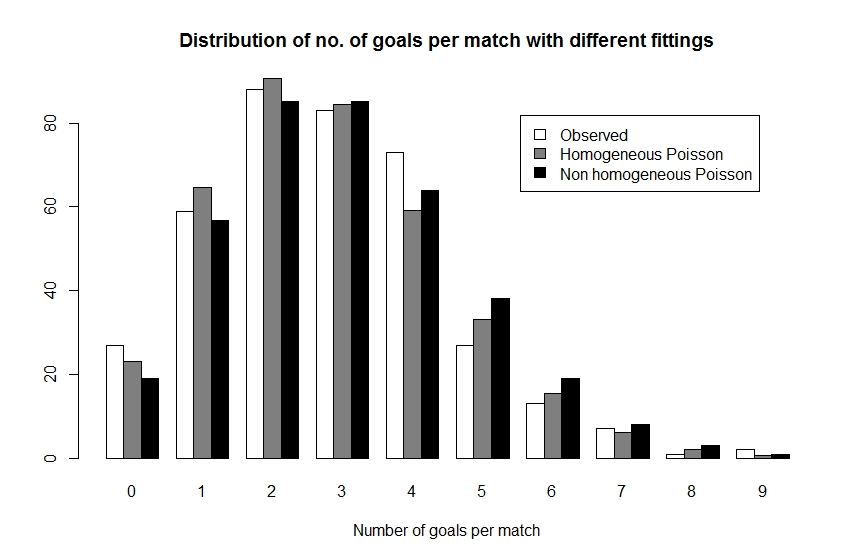 Distribution of no. of goals per match with different fittings
80
60
40
20
0
Observed
Homogeneous Poisson
Non homogeneous Poisson
0 1 2 3 4 5 6 7 8 9
Number of goals per match